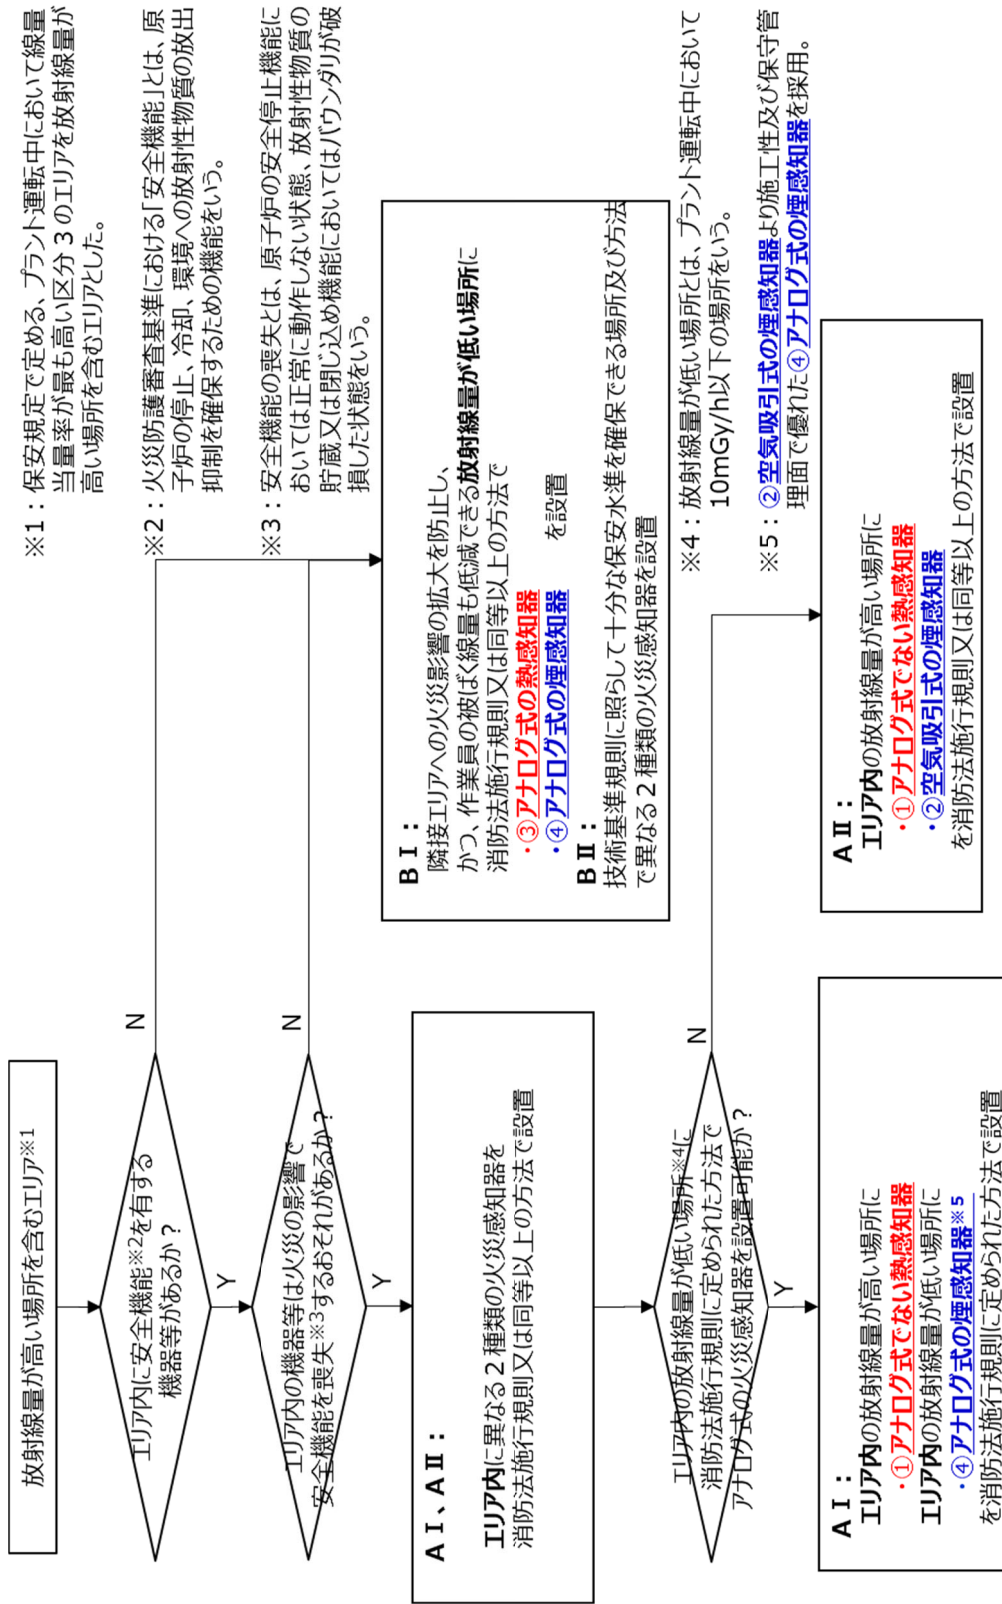 放射線量が高い場所を含むエリア※1
エリア内に安全機能※2を有する
機器等があるか？
N
Y
エリア内の機器等は火災の影響で
安全機能を喪失※3するおそれがあるか？
N
Y
AⅠ、AⅡ：
エリア内に異なる2種類の火災感知器を
消防法施行規則又は同等以上の方法で設置
エリア内の放射線量が低い場所※4に
消防法施行規則に定められた方法で
アナログ式の火災感知器を設置可能か？
N
Y
AⅠ：
エリア内の放射線量が高い場所に
・①アナログ式でない熱感知器
エリア内の放射線量が低い場所に
・④アナログ式の煙感知器※5
を消防法施行規則に定められた方法で設置
BⅠ：
隣接エリアへの火災影響の拡大を防止し、
かつ、作業員の被ばく線量も低減できる放射線量が低い場所に
消防法施行規則又は同等以上の方法で
・③アナログ式の熱感知器
・④アナログ式の煙感知器　を設置
BⅡ：
技術基準規則に照らして十分な保安水準を確保できる場所及び方法
で異なる2種類の火災感知器を設置
AⅡ：
エリア内の放射線量が高い場所に
・①アナログ式でない熱感知器
・②空気吸引式の煙感知器
を消防法施行規則又は同等以上の方法で設置
※1：保安規定で定める、プラント運転中において線量
当量率が最も高い区分3のエリアを放射線量が
高い場所を含むエリアとした。
※2：火災防護審査基準における「安全機能」とは、原
子炉の停止、冷却、環境への放射性物質の放出
抑制を確保するための機能をいう。
※3：安全機能の喪失とは、原子炉の安全停止機能に
おいては正常に動作しない状態、放射性物質の
貯蔵又は閉じ込め機能においてはバウンダリが破
損した状態をいう。
※4：放射線量が低い場所とは、プラント運転中において
10mGy/h以下の場所をいう。
※5：②空気吸引式の煙感知器より施工性及び保守管
理面で優れた④アナログ式の煙感知器を採用。